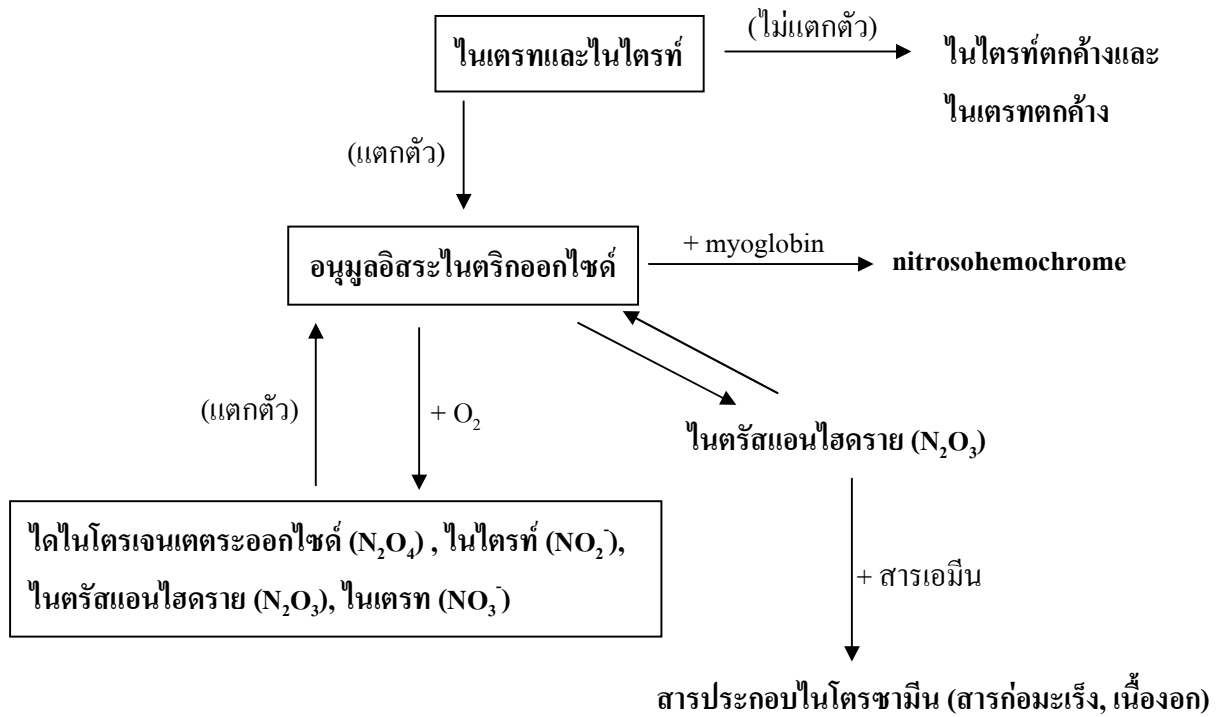 (ไม่แตกตัว)
ไนเตรทและไนไตรท์
ไนไตรท์ตกค้างและ
ไนเตรทตกค้าง
(แตกตัว)
+ myoglobin
อนุมูลอิสระไนตริกออกไซด์
nitrosohemochrome
(แตกตัว)
+ O₂
ไนตรัสแอนไฮดราย (N₂O₃)
ไดไนโตรเจนเตตระออกไซด์ (N₂O₄) , ไนไตรท์ (NO₂⁻),
ไนตรัสแอนไฮดราย (N₂O₃), ไนเตรท (NO₃⁻)
+ สารเอมีน
สารประกอบไนโตรซามีน (สารก่อมะเร็ง, เนื้องอก)